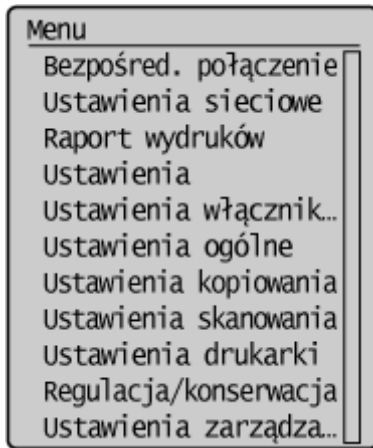 Menu
Bezpośred. połączenie
Ustawienia sieciowe
Raport wydruków
Ustawienia
Ustawienia włącznik...
Ustawienia ogólne
Ustawienia kopiowania
Ustawienia skanowania
Ustawienia drukarki
Regulacja/konserwacja
Ustawienia zarządza...